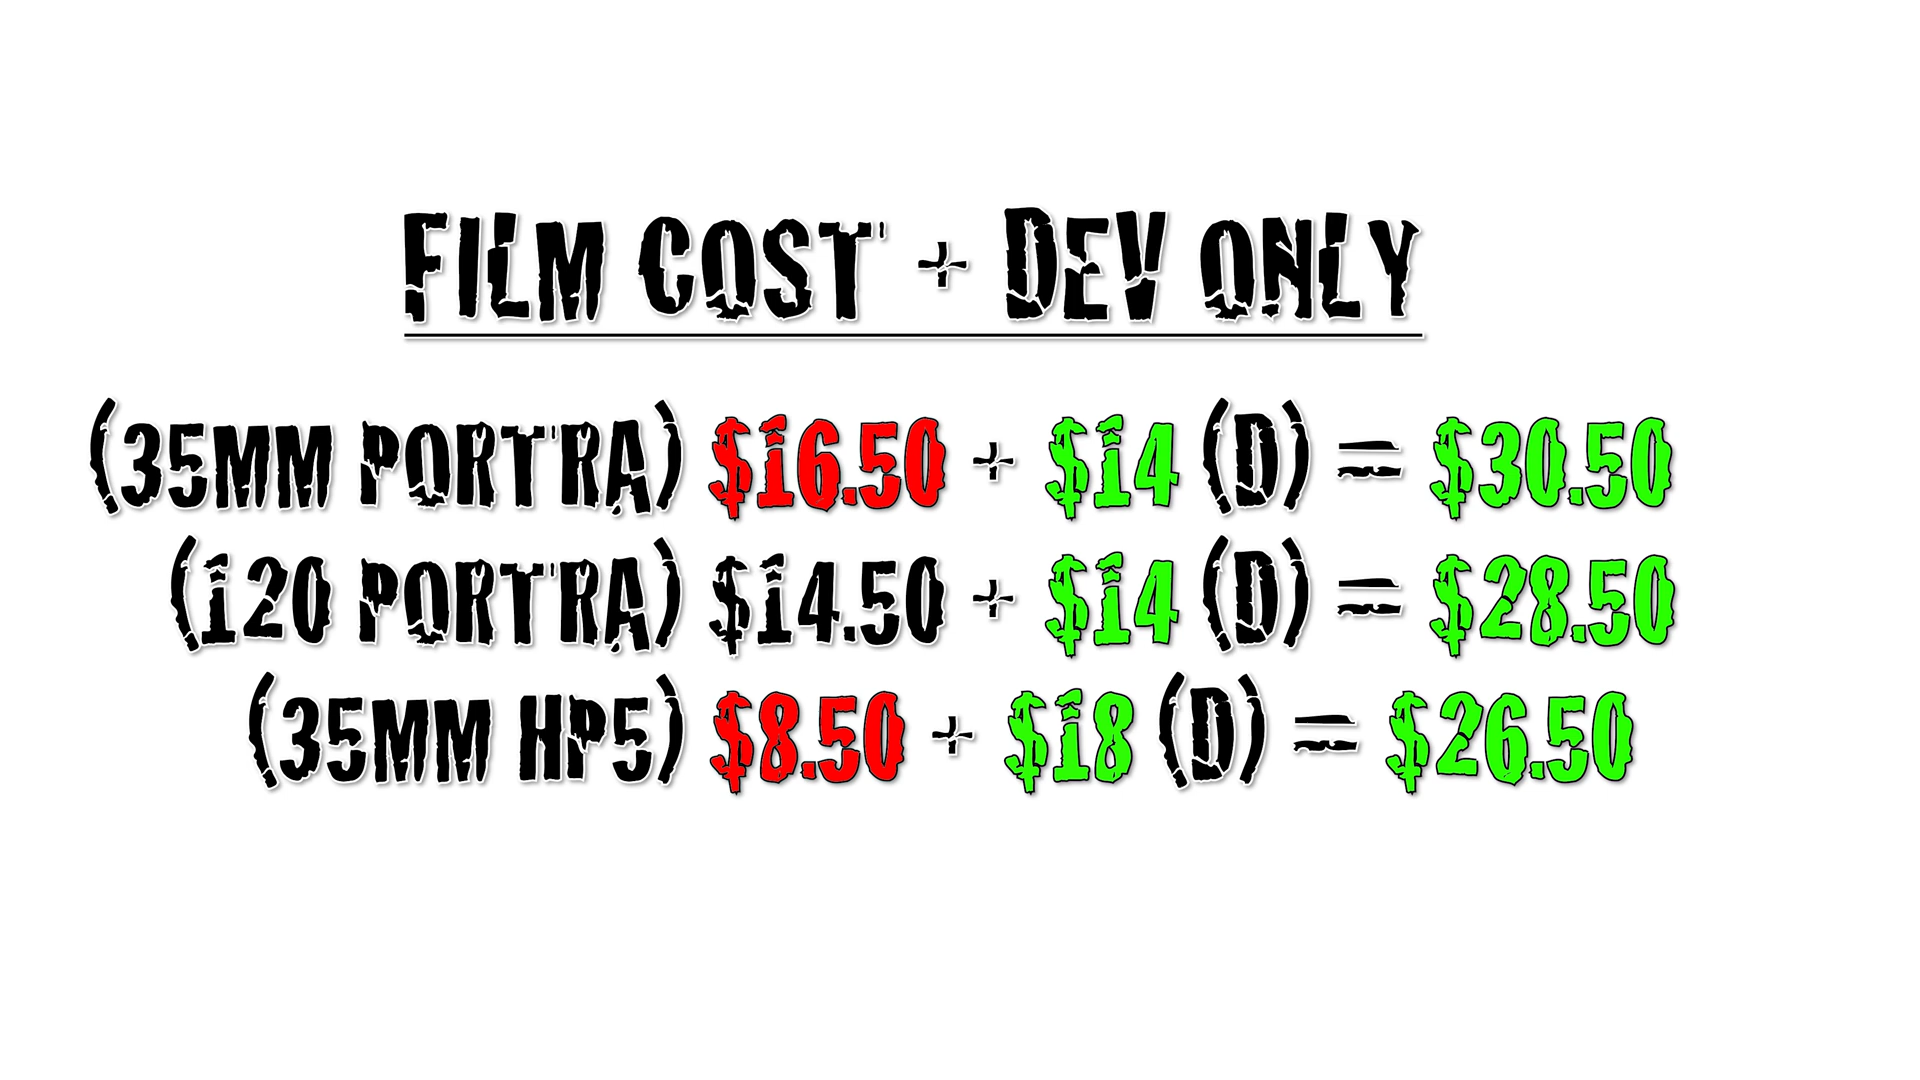 FILM COST + DEV ONLY
(35MM PORTRA) $16.50 + $14 (D) = $30.50
(120 PORTRA) $14.50 + $14 (D) = $28.50
(35MM HP5) $8.50 + $18 (D) = $26.50